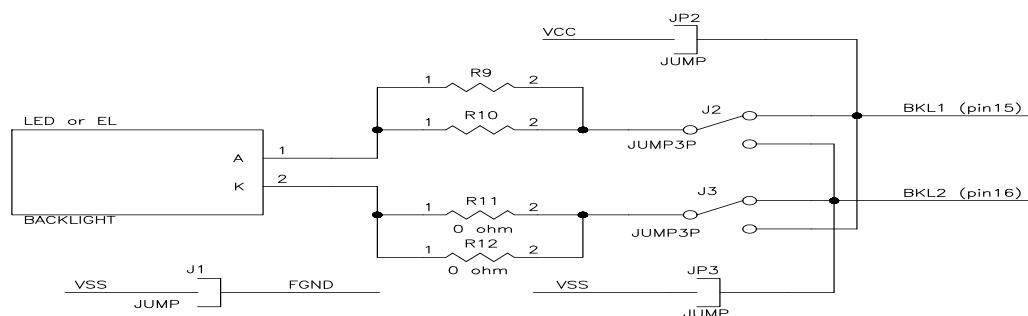 JP2
VCC
JUMP
R9
1 2
R10
1 2
J2
JUMP3P
BKL1 (pin15)
LED or EL
A 1
K 2
BACKLIGHT
R11
1 2
0 ohm
R12
1 2
0 ohm
J3
JUMP3P
BKL2 (pin16)
J1
VSS
JUMP
FGND
JP3
VSS
JUMP